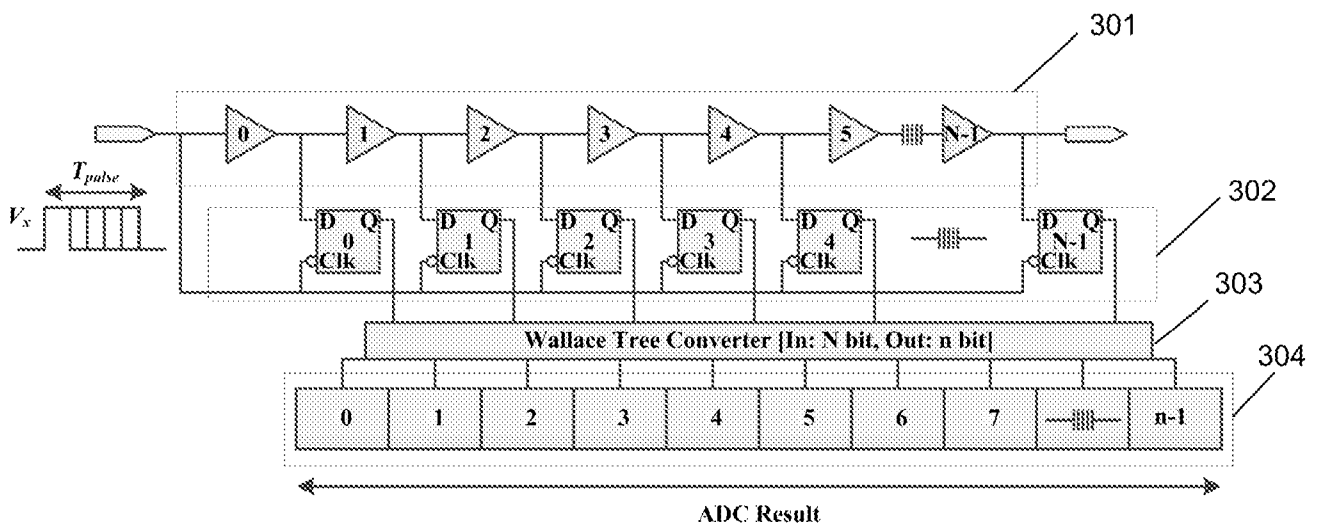 301
0 1 2 3 4 5 N-1
T pulse
V x
302
D Q D Q D Q D Q D Q D Q
0 1 2 3 4 N-1
Clk Clk Clk Clk Clk Clk
303
Wallace Tree Converter [In: N bit, Out: n bit]
304
0 1 2 3 4 5 6 7 n-1
ADC Result